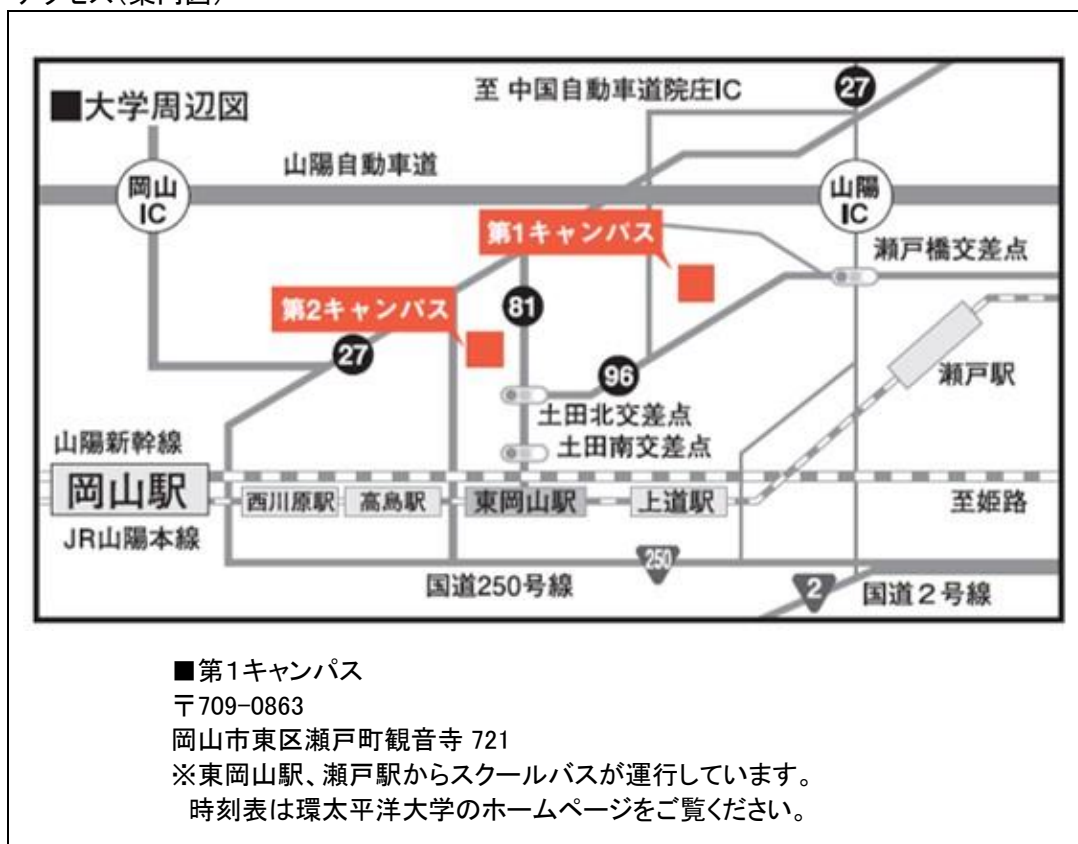 アクセス(案内図)
■大学周辺図
至 中国自動車道院庄IC
27
山陽自動車道
岡山
IC
山陽
IC
第1キャンパス
瀬戸橋交差点
第2キャンパス
81
27
96
瀬戸駅
土田北交差点
土田南交差点
山陽新幹線
岡山駅
西川原駅
高島駅
東岡山駅
上道駅
至姫路
JR山陽本線
250
国道250号線
2
国道2号線
■第1キャンパス
〒709-0863
岡山市東区瀬戸町観音寺 721
※東岡山駅、瀬戸駅からスクールバスが運行しています。
時刻表は環太平洋大学のホームページをご覧ください。